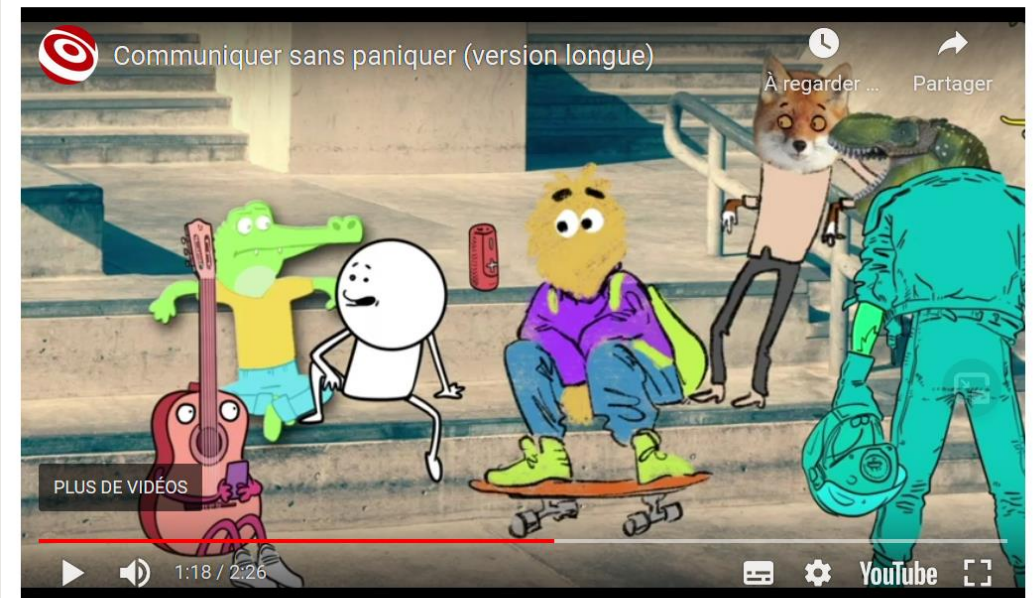 Communiquer sans paniquer (version longue)
À regarder ...
Partager
PLUS DE VIDÉOS
1:18 / 2:26
YouTube